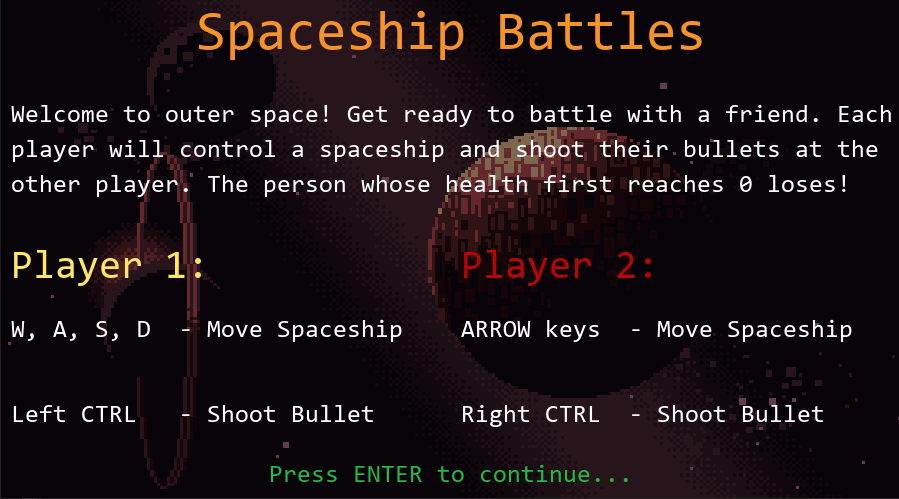 Spaceship Battles
Welcome to outer space! Get ready to battle with a friend. Each
player will control a spaceship and shoot their bullets at the
other player. The person whose health first reaches 0 loses!
Player 1:
W, A, S, D - Move Spaceship
Left CTRL - Shoot Bullet
Player 2:
ARROW keys - Move Spaceship
Right CTRL - Shoot Bullet
Press ENTER to continue...